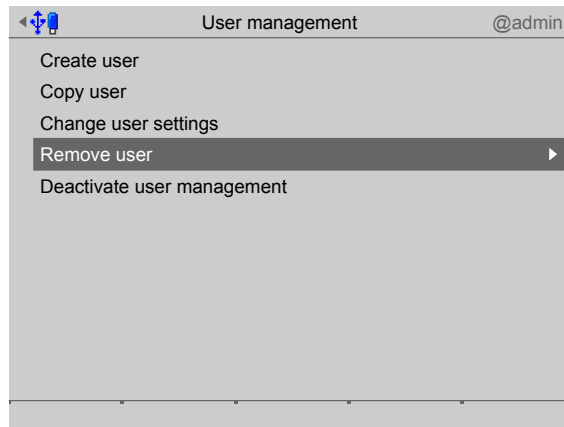 User management @admin
Create user
Copy user
Change user settings
Remove user
Deactivate user management